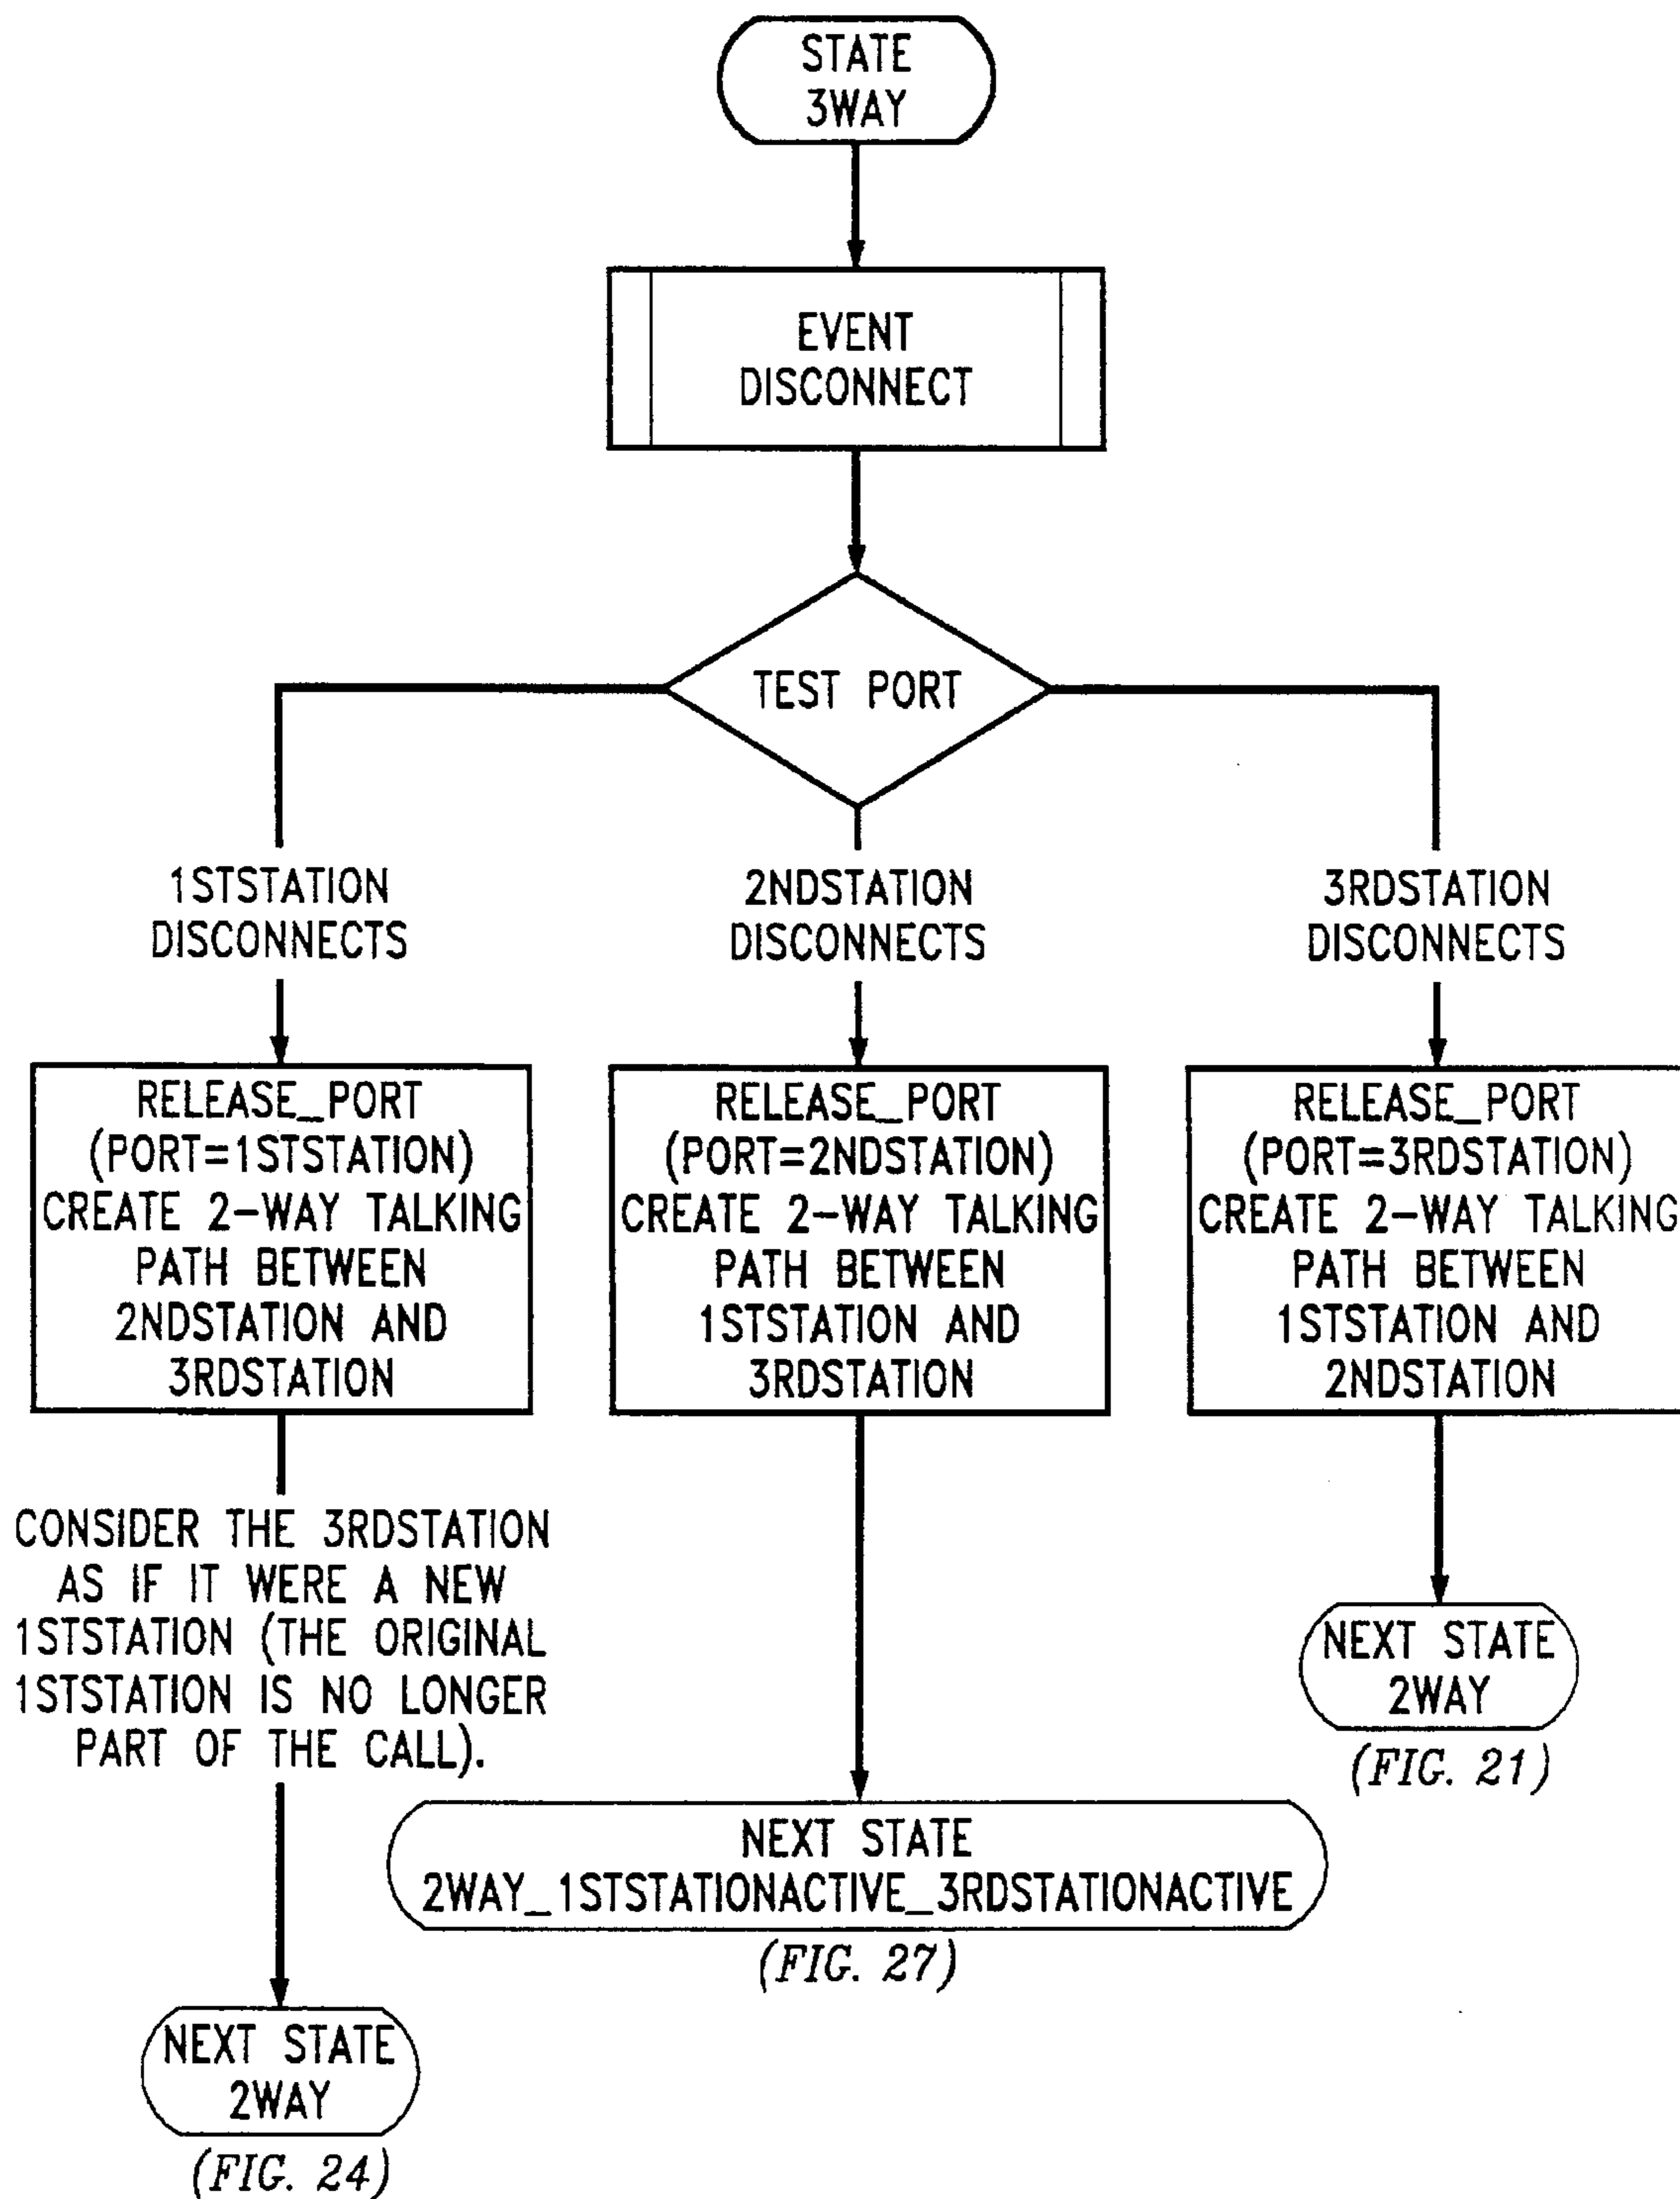 STATE
3WAY
EVENT
DISCONNECT
TEST PORT
1STSTATION
DISCONNECTS
2NDSTATION
DISCONNECTS
3RDSTATION
DISCONNECTS
RELEASE_PORT
(PORT=1STSTATION)
CREATE 2-WAY TALKING
PATH BETWEEN
2NDSTATION AND
3RDSTATION
RELEASE_PORT
(PORT=2NDSTATION)
CREATE 2-WAY TALKING
PATH BETWEEN
1STSTATION AND
3RDSTATION
RELEASE_PORT
(PORT=3RDSTATION)
CREATE 2-WAY TALKING
PATH BETWEEN
1STSTATION AND
2NDSTATION
CONSIDER THE 3RDSTATION
AS IF IT WERE A NEW
1STSTATION (THE ORIGINAL
1STSTATION IS NO LONGER
PART OF THE CALL).
NEXT STATE
2WAY
(FIG. 21)
NEXT STATE
2WAY_1STSTATIONACTIVE_3RDSTATIONACTIVE
(FIG. 27)
NEXT STATE
2WAY
(FIG. 24)